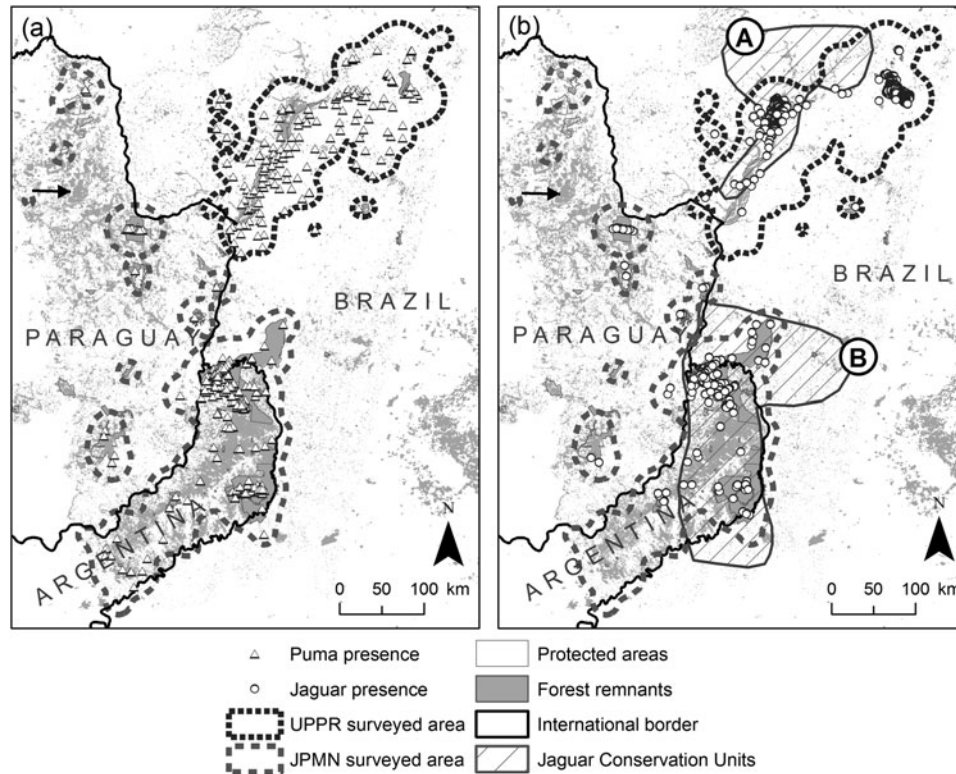 (a)
BRAZIL
PARAGUAY
ARGENTINA
N
0 50 100 km
(b)
A
BRAZIL
PARAGUAY
B
ARGENTINA
N
0 50 100 km
Puma presence
Protected areas
Jaguar presence
Forest remnants
UPPR surveyed area
International border
JPMN surveyed area
Jaguar Conservation Units